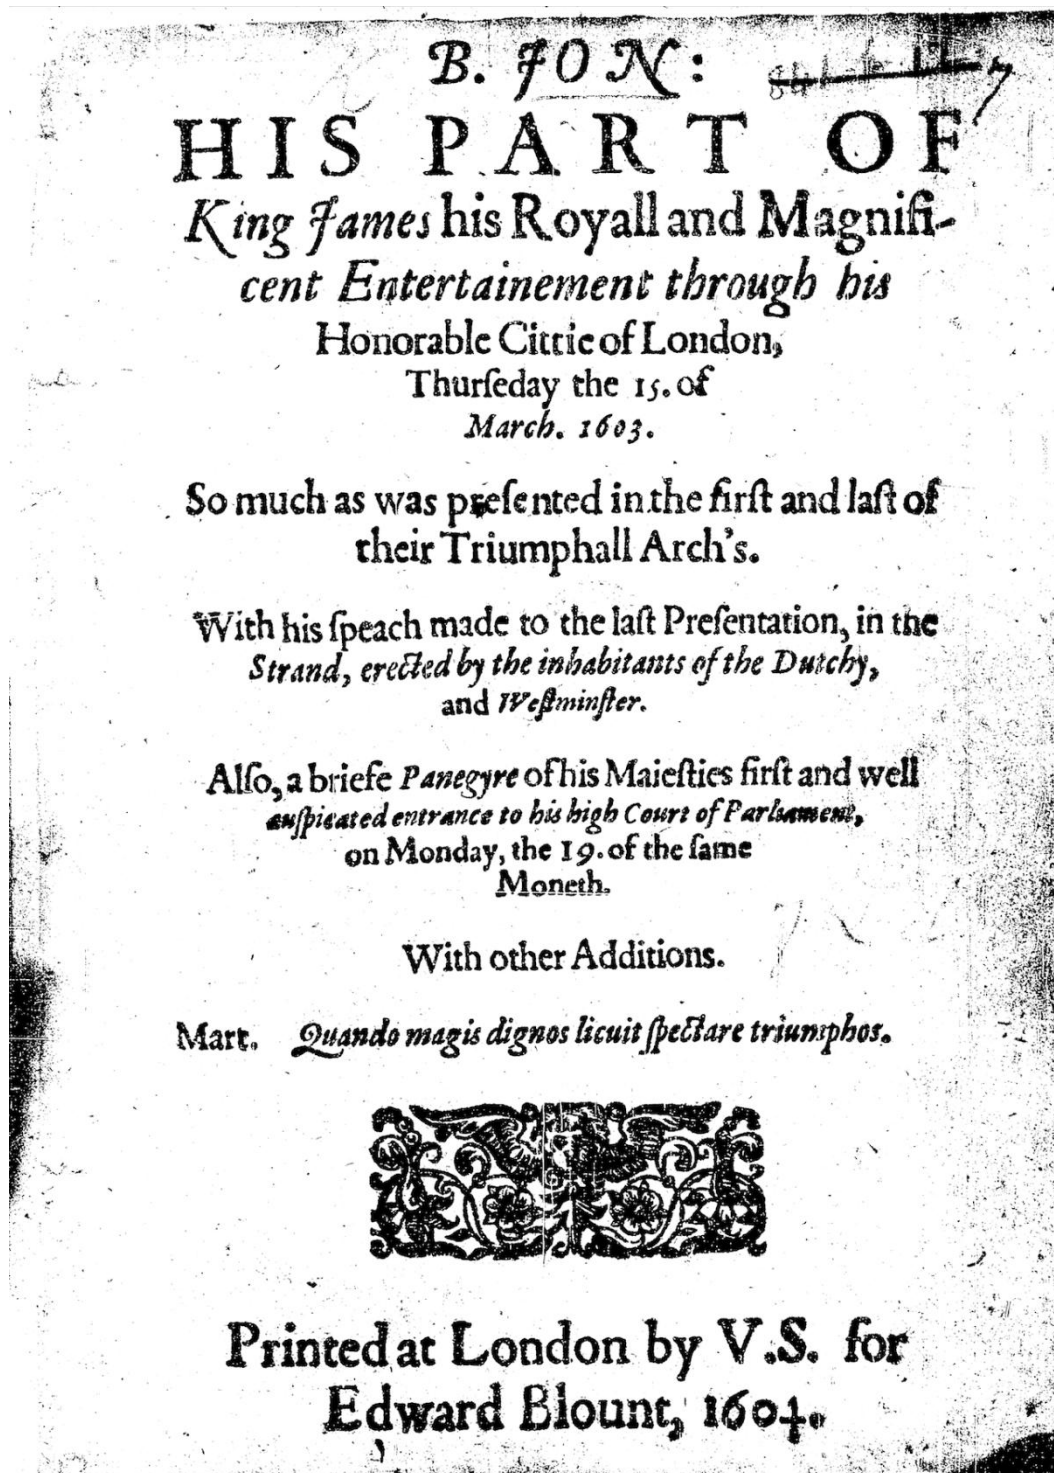 B. JON:
HIS PART OF
King James his Royall and Magnifi-
cent Entertainement through his
Honorable Cittie of London,
Thurſeday the 15. of
March. 1603.
So much as was preſented in the firſt and laſt of
their Triumphall Arch's.
With his ſpeach made to the laſt Preſentation, in the
Strand, erected by the inhabitants of the Dutchy,
and Weſtminſter.
Alſo, a briefe Panegyre of his Maieſties firſt and well
auſpicated entrance to his high Court of Parliament,
on Monday, the 19. of the ſame
Moneth.
With other Additions.
Mart. Quando magis dignos licuit ſpectare triumphos.
Printed at London by V.S. for
Edward Blount, 1604.